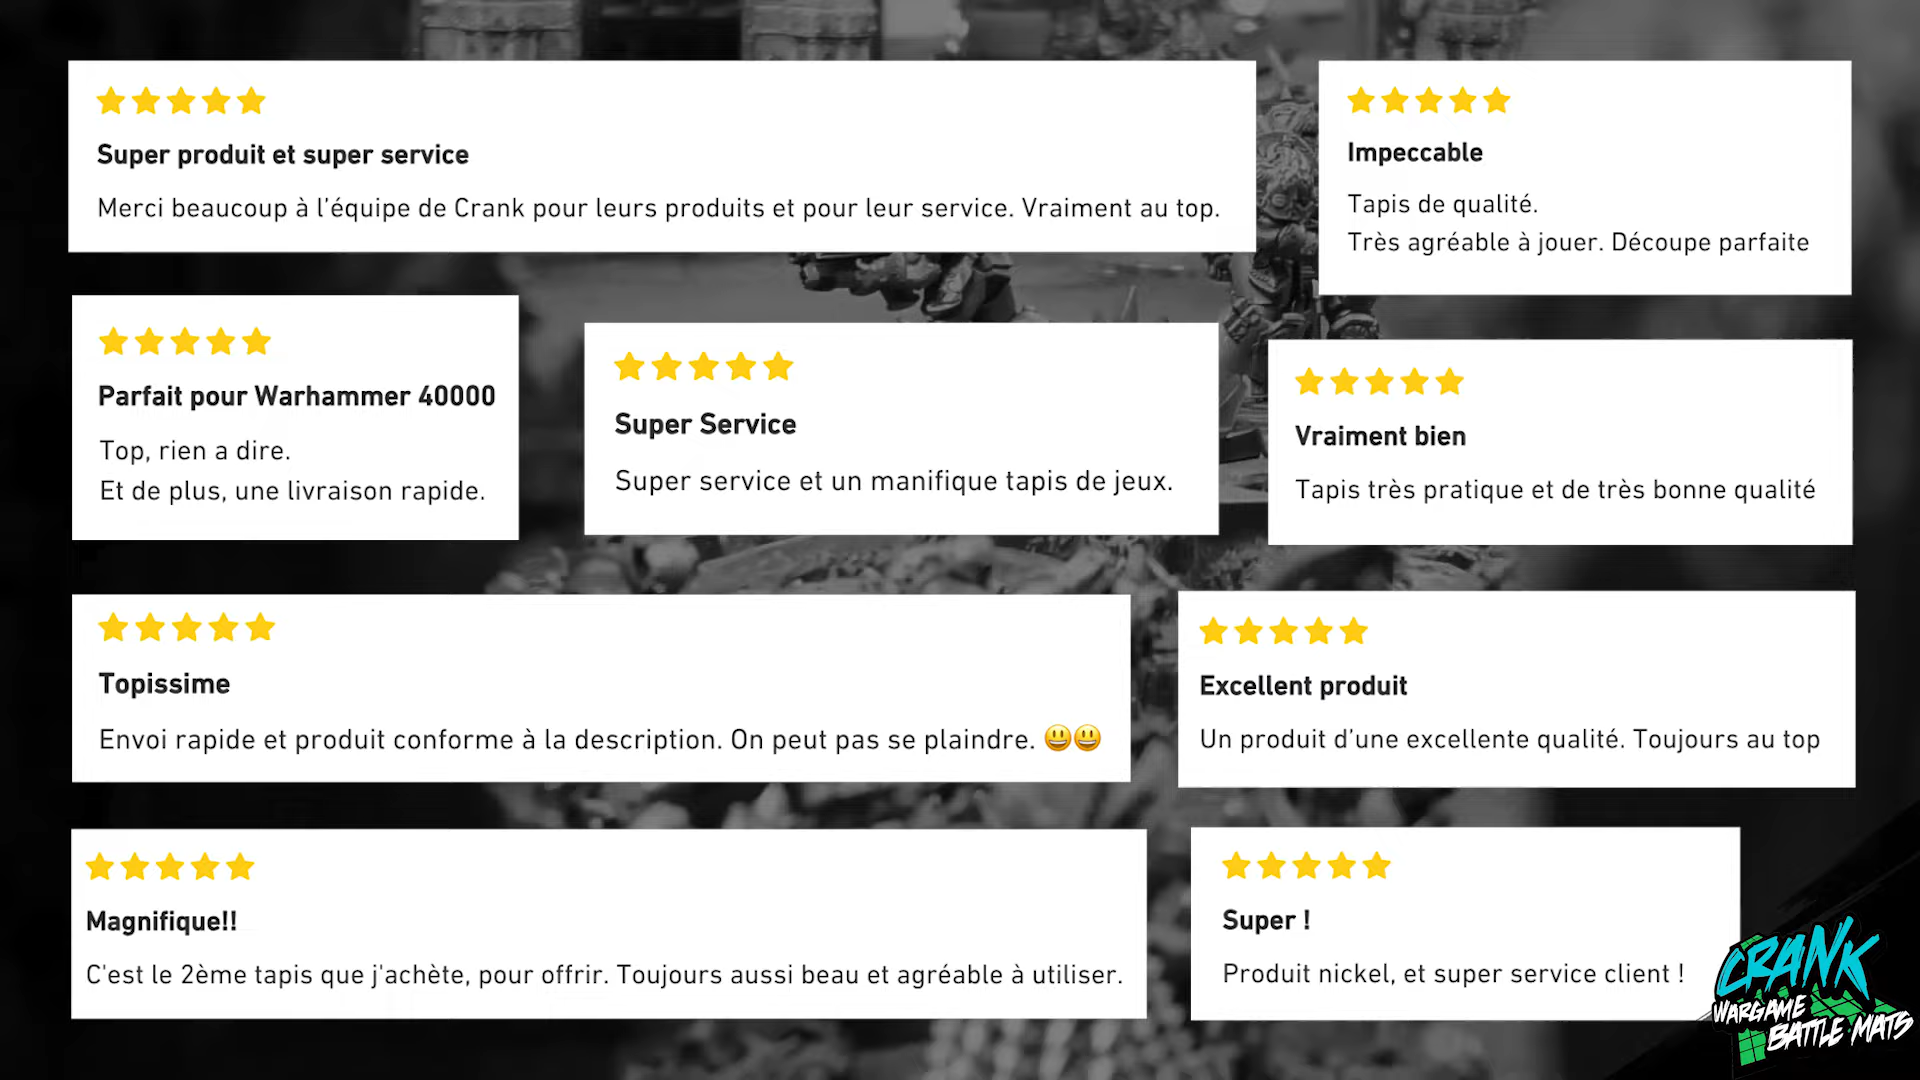 Super produit et super service
Merci beaucoup à l’équipe de Crank pour leurs produits et pour leur service. Vraiment au top.
Impeccable
Tapis de qualité.
Très agréable à jouer. Découpe parfaite
Parfait pour Warhammer 40000
Top, rien a dire.
Et de plus, une livraison rapide.
Super Service
Super service et un manifique tapis de jeux.
Vraiment bien
Tapis très pratique et de très bonne qualité
Topissime
Envoi rapide et produit conforme à la description. On peut pas se plaindre. 😃😃
Excellent produit
Un produit d’une excellente qualité. Toujours au top
Magnifique!!
C'est le 2ème tapis que j'achète, pour offrir. Toujours aussi beau et agréable à utiliser.
Super !
Produit nickel, et super service client !
CRANK
WARGAME
BATTLE MATS